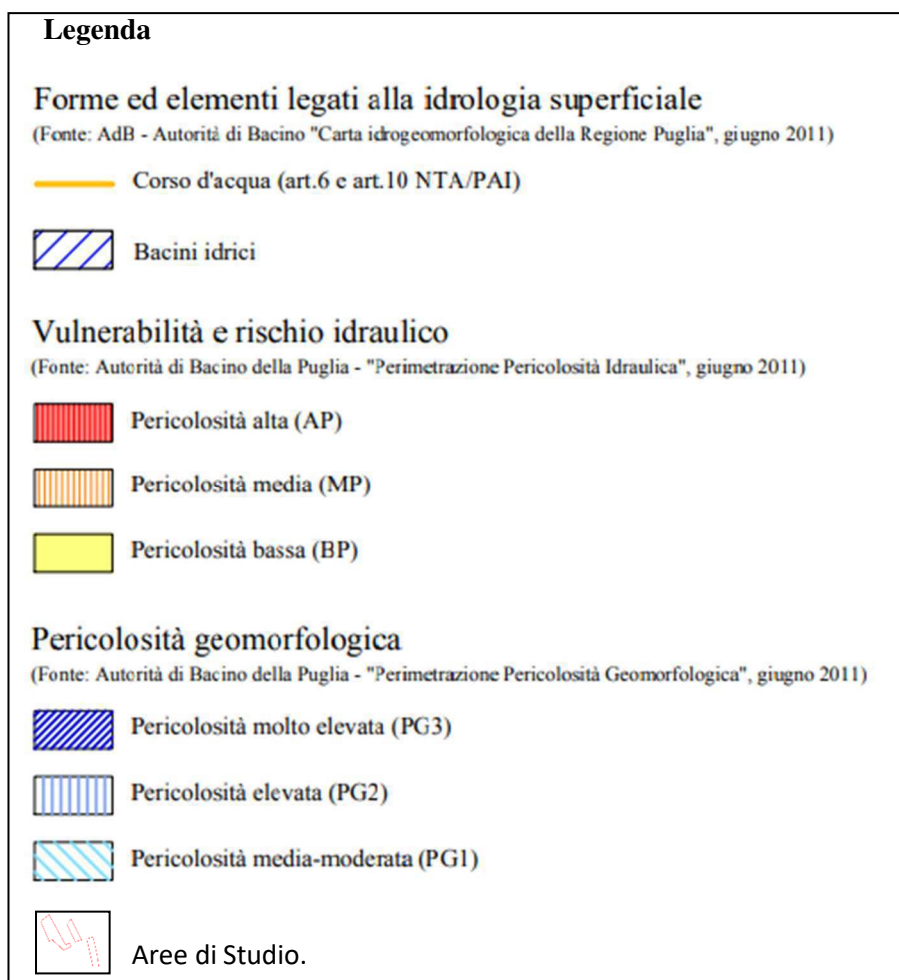 Legenda
Forme ed elementi legati alla idrologia superficiale
(Fonte: AdB - Autorità di Bacino "Carta idrogeomorfologica della Regione Puglia", giugno 2011)
Corso d'acqua (art.6 e art.10 NTA/PAI)
Bacini idrici
Vulnerabilità e rischio idraulico
(Fonte: Autorità di Bacino della Puglia - "Perimetrazione Pericolosità Idraulica", giugno 2011)
Pericolosità alta (AP)
Pericolosità media (MP)
Pericolosità bassa (BP)
Pericolosità geomorfologica
(Fonte: Autorità di Bacino della Puglia - "Perimetrazione Pericolosità Geomorfologica", giugno 2011)
Pericolosità molto elevata (PG3)
Pericolosità elevata (PG2)
Pericolosità media-moderata (PG1)
Aree di Studio.